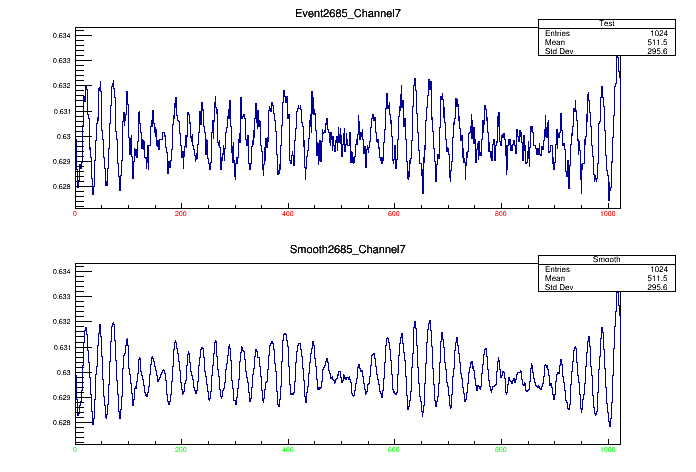 Event2685_Channel7
Test
Entries 1024
Mean 511.5
Std Dev 295.6
0.634
0.633
0.632
0.631
0.63
0.629
0.628
0 200 400 600 800 1000
Smooth2685_Channel7
Smooth
Entries 1024
Mean 511.5
Std Dev 295.6
0.634
0.633
0.632
0.631
0.63
0.629
0.628
0 200 400 600 800 1000